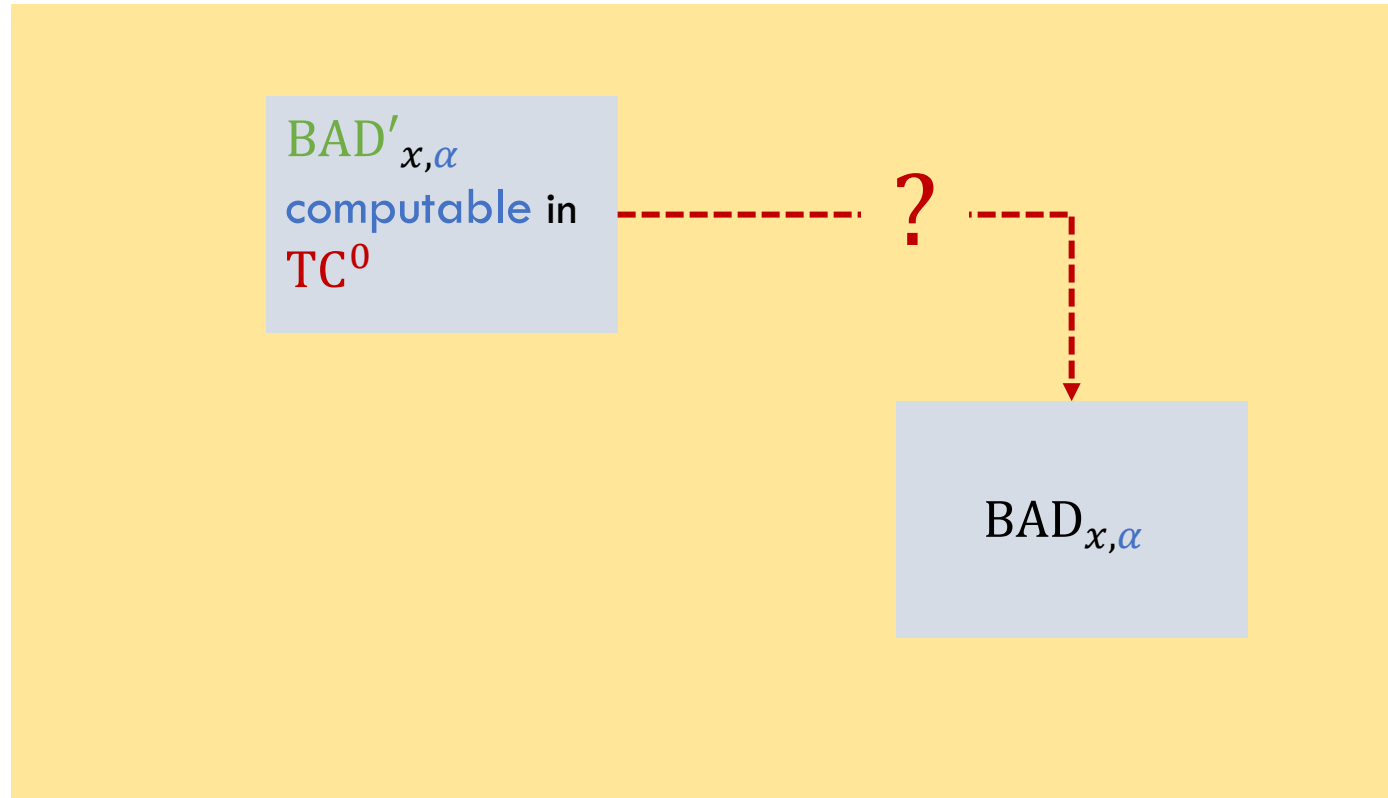 BAD′x,α
computable in
TC⁰
?
BADx,α